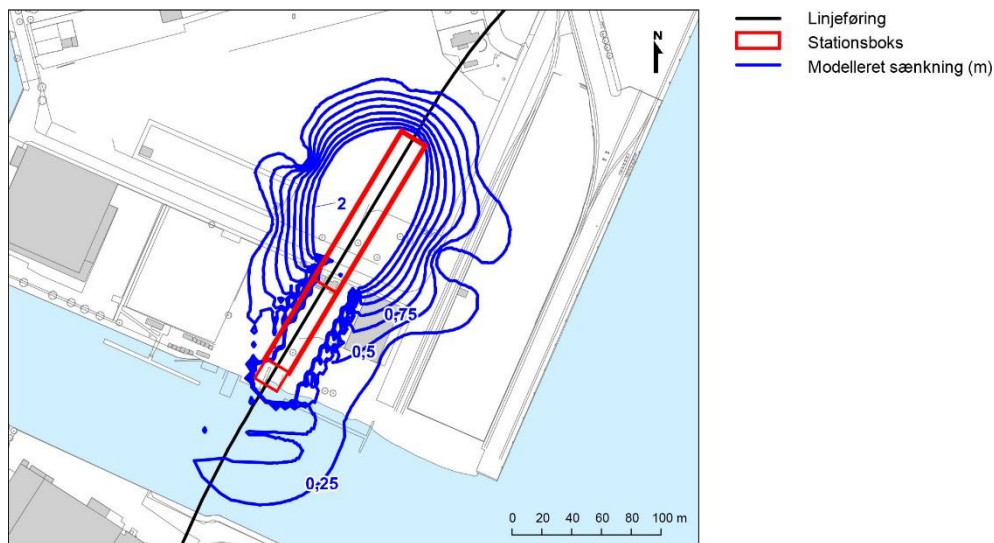 Linjeføring
Stationsboks
Modelleret sænkning (m)
N
2
0,75
0,5
0,25
0 20 40 60 80 100 m